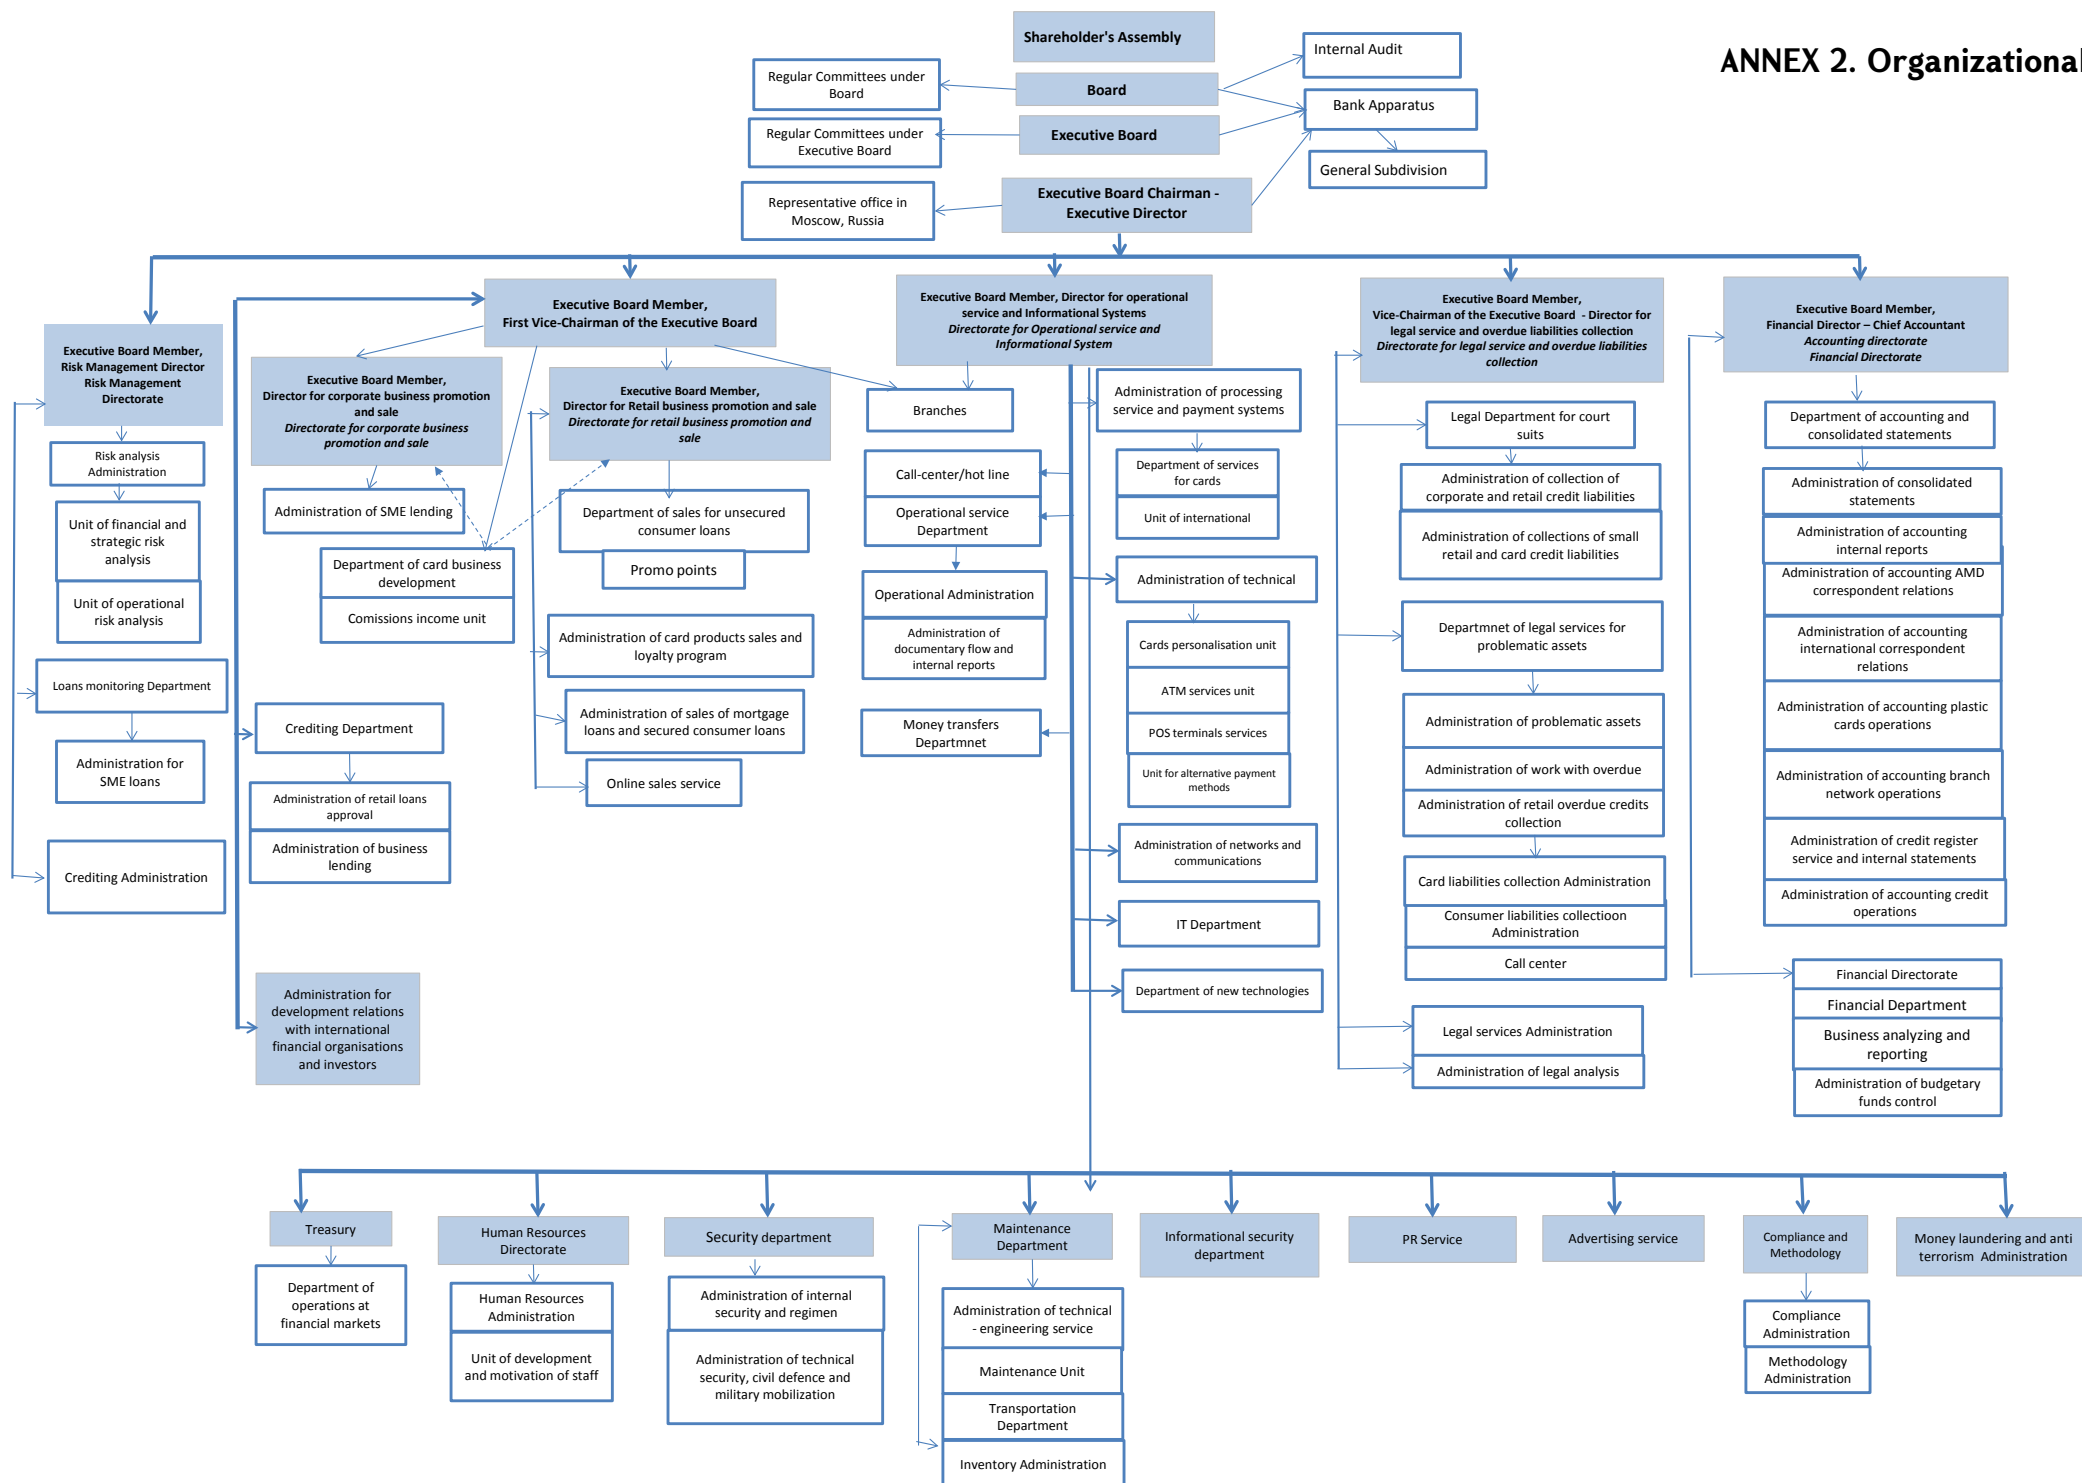 ANNEX 2. Organizational
Shareholder's Assembly
Internal Audit
Regular Committees under
Board
Board
Bank Apparatus
Regular Committees under
Executive Board
Executive Board
General Subdivision
Representative office in
Moscow, Russia
Executive Board Chairman -
Executive Director
Executive Board Member,
Risk Management Director
Risk Management
Directorate
Executive Board Member,
First Vice-Chairman of the Executive Board
Executive Board Member, Director for operational
service and Informational Systems
Directorate for Operational service and
Informational System
Executive Board Member,
Vice-Chairman of the Executive Board  - Director for
legal service and overdue liabilities collection
Directorate for legal service and overdue liabilities
collection
Executive Board Member,
Financial Director – Chief Accountant
Accounting directorate
Financial Directorate
Executive Board Member,
Director for corporate business promotion
and sale
Directorate for corporate business
promotion and sale
Executive Board Member,
Director for Retail business promotion and sale
Directorate for retail business promotion and
sale
Branches
Risk analysis
Administration
Unit of financial and
strategic risk
analysis
Unit of operational
risk analysis
Loans monitoring Department
Administration for
SME loans
Crediting Administration
Administration of SME lending
Department of card business
development
Comissions income unit
Crediting Department
Administration of retail loans
approval
Administration of business
lending
Administration for
development relations
with international
financial organisations
and investors
Department of sales for unsecured
consumer loans
Promo points
Administration of card products sales and
loyalty program
Administration of sales of mortgage
loans and secured consumer loans
Online sales service
Call-center/hot line
Operational service
Department
Operational Administration
Administration of
documentary flow and
internal reports
Money transfers
Departmnet
Administration of processing
service and payment systems
Department of services
for cards
Unit of international
Administration of technical
Cards personalisation unit
ATM services unit
POS terminals services
Unit for alternative payment
methods
Administration of networks and
communications
IT Department
Department of new technologies
Legal Department for court
suits
Administration of collection of
corporate and retail credit liabilities
Administration of collections of small
retail and card credit liabilities
Departmnet of legal services for
problematic assets
Administration of problematic assets
Administration of work with overdue
Administration of retail overdue credits
collection
Card liabilities collection Administration
Consumer liabilities collectioon
Administration
Call center
Legal services Administration
Administration of legal analysis
Department of accounting and
consolidated statements
Administration of consolidated
statements
Administration of accounting
internal reports
Administration of accounting AMD
correspondent relations
Administration of accounting
international correspondent
relations
Administration of accounting plastic
cards operations
Administration of accounting branch
network operations
Administration of credit register
service and internal statements
Administration of accounting credit
operations
Financial Directorate
Financial Department
Business analyzing and
reporting
Administration of budgetary
funds control
Treasury
Department of
operations at
financial markets
Human Resources
Directorate
Human Resources
Administration
Unit of development
and motivation of staff
Security department
Administration of internal
security and regimen
Administration of technical
security, civil defence and
military mobilization
Maintenance
Department
Administration of technical
- engineering service
Maintenance Unit
Transportation
Department
Inventory Administration
Informational security
department
PR Service
Advertising service
Compliance and
Methodology
Compliance
Administration
Methodology
Administration
Money laundering and anti
terrorism  Administration